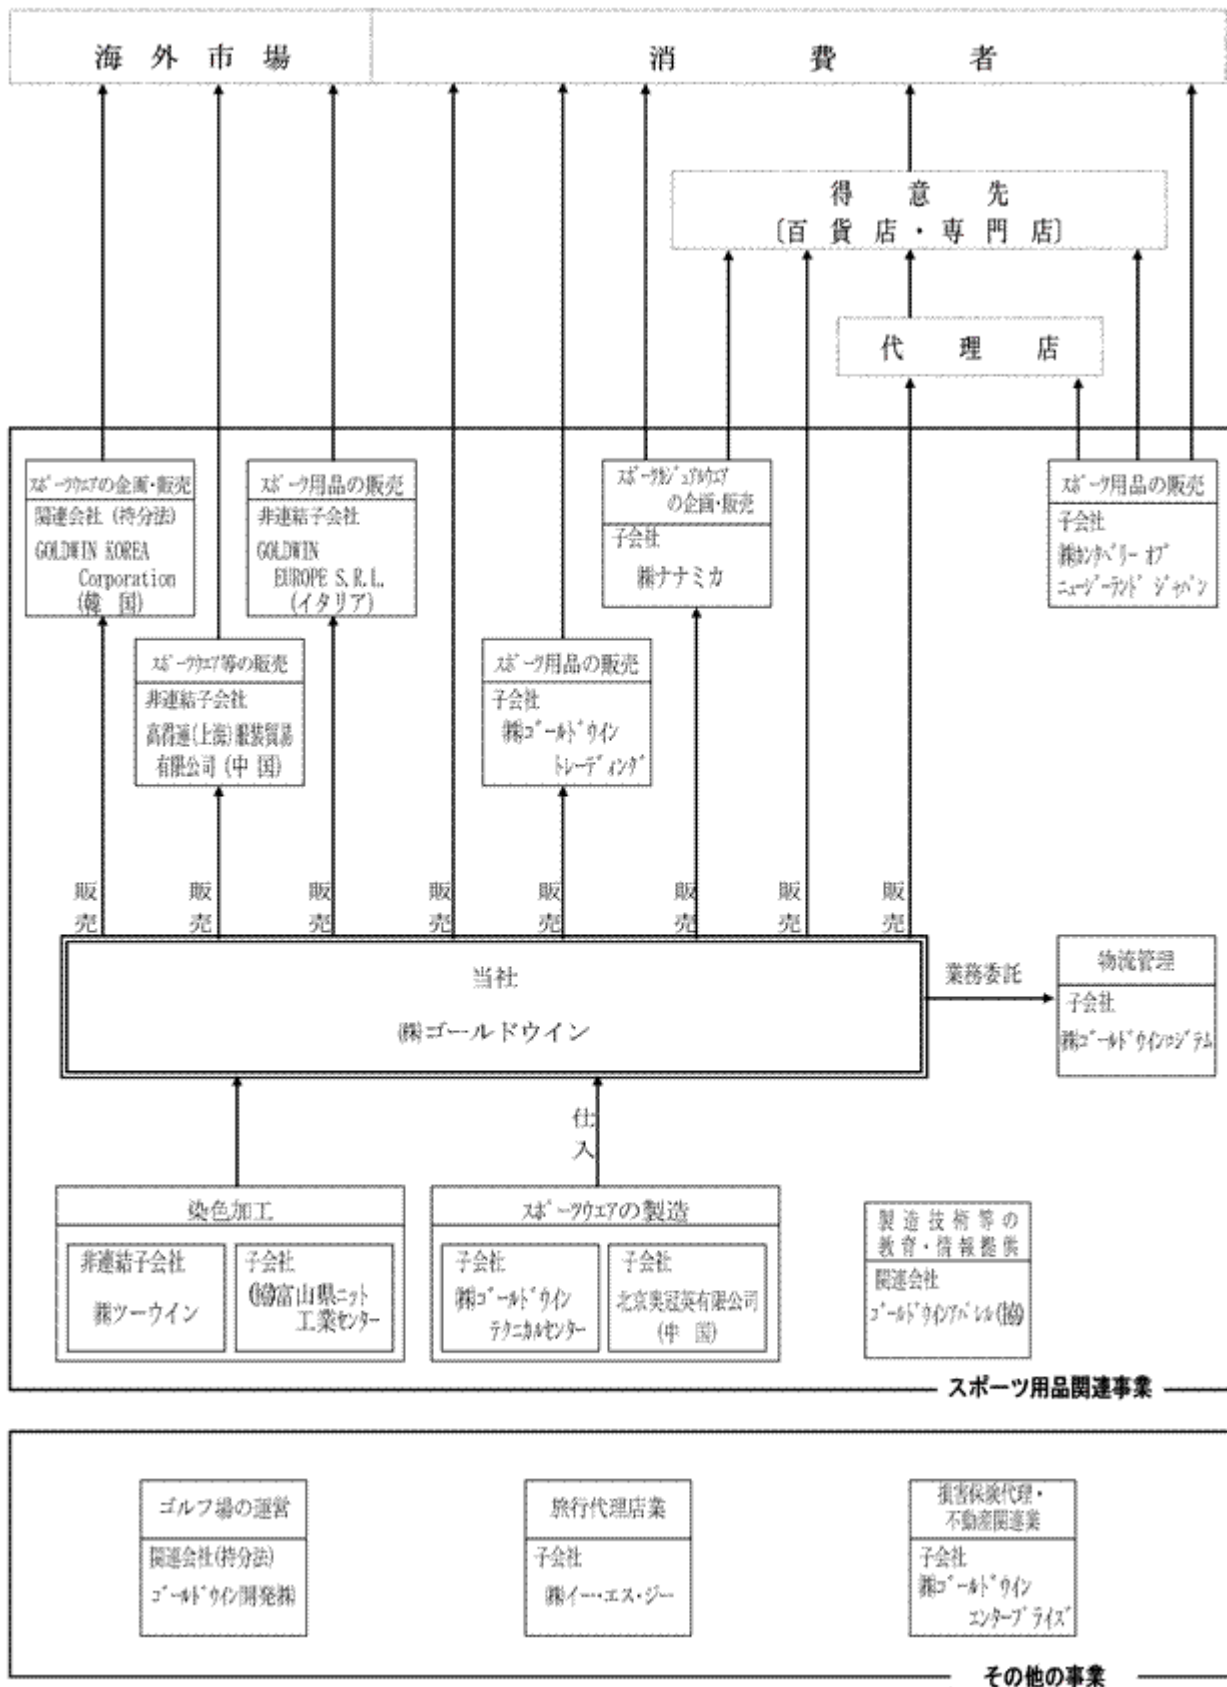 海外市場
消費者
得意先
〔百貨店・専門店〕
代理店
スポーツウエアの企画・販売
関連会社(持分法)
GOLDWIN KOREA
Corporation
(韓国)
スポーツ用品の販売
非連結子会社
GOLDWIN
EUROPE S.R.L.
(イタリア)
スポーツカジュアルウエア
の企画・販売
子会社
㈱ナナミカ
スポーツ用品の販売
子会社
㈱カンタベリー オブ
ニュージーランド ジャパン
スポーツウエア等の販売
非連結子会社
高得運(上海)服装貿易
有限公司(中国)
スポーツ用品の販売
子会社
㈱ゴールドウイン
トレーディング
販売
販売
販売
販売
販売
販売
販売
販売
当社
㈱ゴールドウイン
業務委託
物流管理
子会社
㈱ゴールドウインロジテム
仕入
染色加工
非連結子会社
㈱ツーウイン
子会社
(協)富山県ニット
工業センター
スポーツウエアの製造
子会社
㈱ゴールドウイン
テクニカルセンター
子会社
北京奥冠英有限公司
(中国)
製造技術等の
教育・情報提供
関連会社
ゴールドウインアパレル(協)
スポーツ用品関連事業
ゴルフ場の運営
関連会社(持分法)
ゴールドウイン開発㈱
旅行代理店業
子会社
㈱イー・エス・ジー
損害保険代理・
不動産関連業
子会社
㈱ゴールドウイン
エンタープライズ
その他の事業